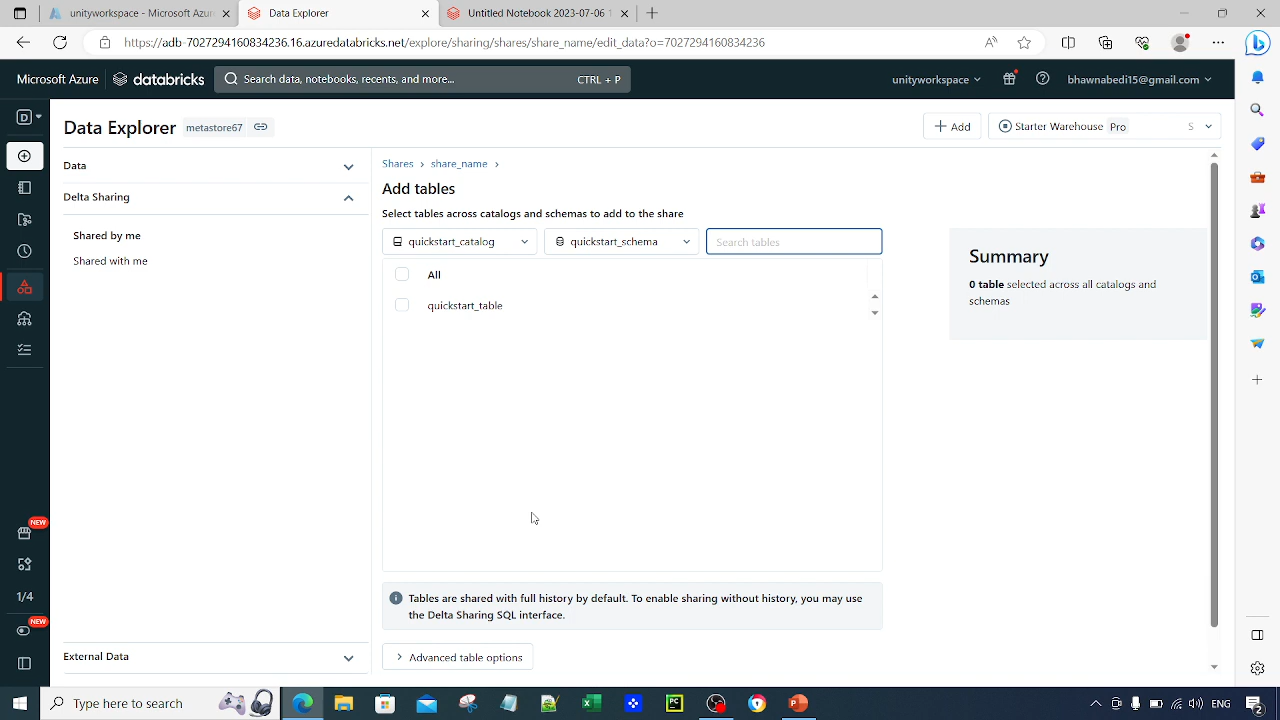 unityworkspace - Microsoft Azur
Data Explorer
Untitled Notebook 2023-07-06 1
https://adb-7027294160834236.16.azuredatabricks.net/explore/sharing/shares/share_name/edit_data?o=7027294160834236
Microsoft Azure
databricks
Search data, notebooks, recents, and more...
CTRL + P
unityworkspace
bhawnabedi15@gmail.com
D
Data Explorer
metastore67
Add
Starter Warehouse
Pro
S
Data
Delta Sharing
Shared by me
Shared with me
External Data
Shares › share_name ›
Add tables
Select tables across catalogs and schemas to add to the share
quickstart_catalog
quickstart_schema
Search tables
All
quickstart_table
Summary
0 table selected across all catalogs and
schemas
Tables are shared with full history by default. To enable sharing without history, you may use
the Delta Sharing SQL interface.
Advanced table options
NEW
1/4
NEW
Type here to search
PC
ENG
2